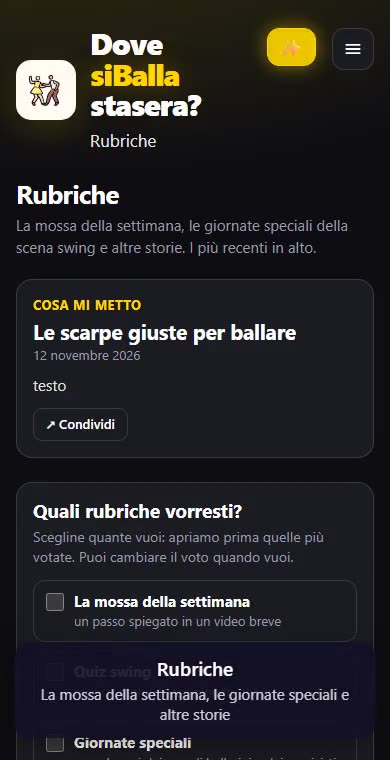 Dove
siBalla
stasera?
Rubriche
Rubriche
La mossa della settimana, le giornate speciali della
scena swing e altre storie. I più recenti in alto.
COSA MI METTO
Le scarpe giuste per ballare
12 novembre 2026
testo
↗ Condividi
Quali rubriche vorresti?
Scegline quante vuoi: apriamo prima quelle più
votate. Puoi cambiare il voto quando vuoi.
La mossa della settimana
un passo spiegato in un video breve
Quiz swing
Rubriche
La mossa della settimana, le giornate speciali e
altre storie
Giornate speciali